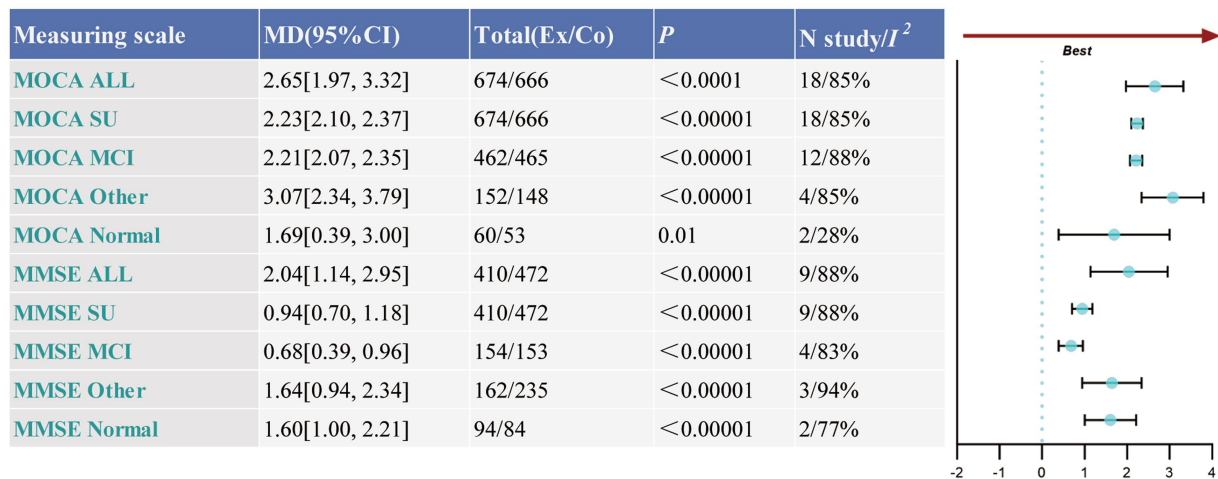 Measuring scale MD(95%CI) Total(Ex/Co) P N study/I²
Best
MOCA ALL 2.65[1.97, 3.32] 674/666 <0.0001 18/85%
MOCA SU 2.23[2.10, 2.37] 674/666 <0.00001 18/85%
MOCA MCI 2.21[2.07, 2.35] 462/465 <0.00001 12/88%
MOCA Other 3.07[2.34, 3.79] 152/148 <0.00001 4/85%
MOCA Normal 1.69[0.39, 3.00] 60/53 0.01 2/28%
MMSE ALL 2.04[1.14, 2.95] 410/472 <0.00001 9/88%
MMSE SU 0.94[0.70, 1.18] 410/472 <0.00001 9/88%
MMSE MCI 0.68[0.39, 0.96] 154/153 <0.00001 4/83%
MMSE Other 1.64[0.94, 2.34] 162/235 <0.00001 3/94%
MMSE Normal 1.60[1.00, 2.21] 94/84 <0.00001 2/77%
-2 -1 0 1 2 3 4